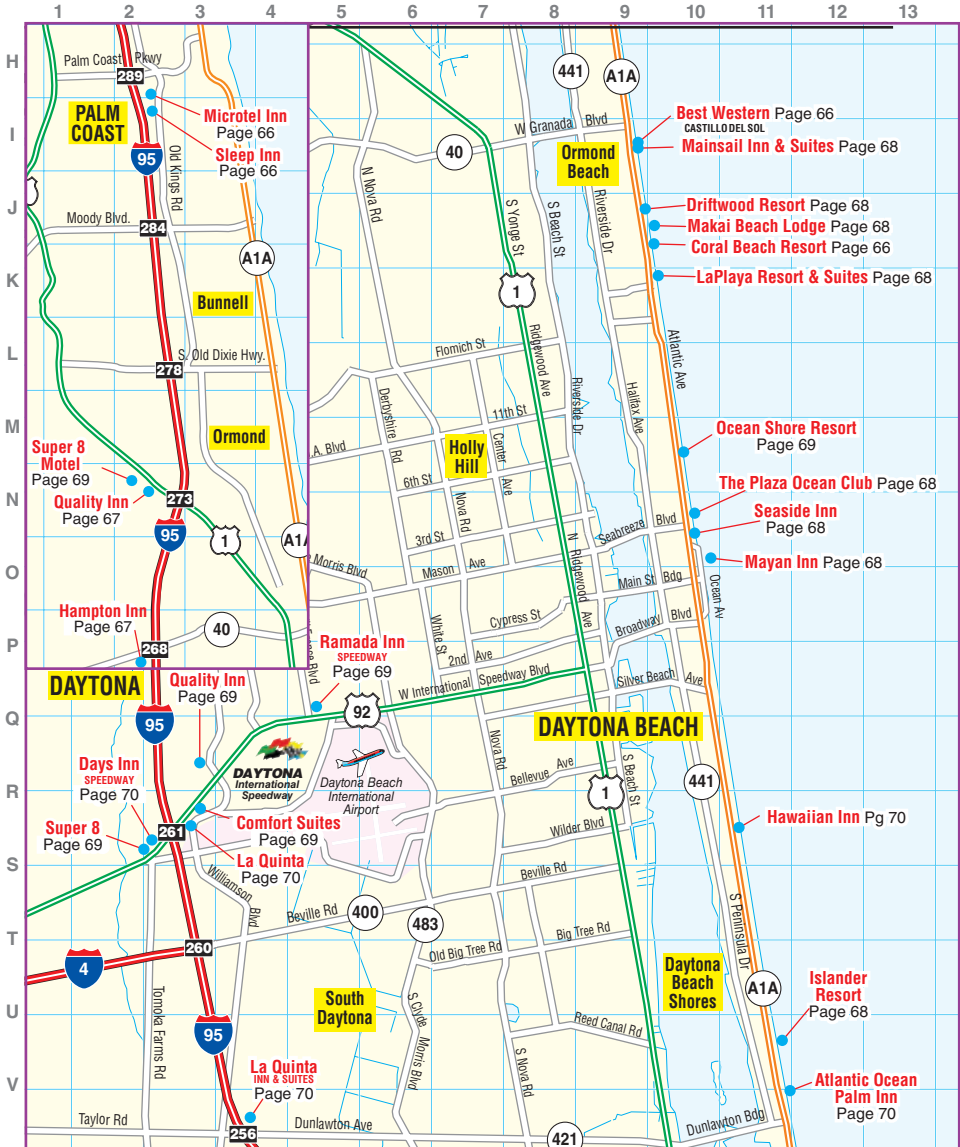 1 2 3 4 5 6 7 8 9 10 11 12 13
H
I
J
K
L
M
N
O
P
Q
R
S
T
U
V
Palm Coast Pkwy
289
PALM
COAST
Microtel Inn
Page 66
Sleep Inn
Page 66
95
Old Kings Rd
Moody Blvd.
284
A1A
Bunnell
S. Old Dixie Hwy.
278
Ormond
Super 8
Motel
Page 69
Quality Inn
Page 67
273
95
1
A1A
Hampton Inn
Page 67
40
268
441
A1A
W Granada Blvd
40
Ormond
Beach
N Nova Rd
S Yonge St
S Beach St
Riverside Dr
Best Western Page 66
CASTILLO DEL SOL
Mainsail Inn & Suites Page 68
Driftwood Resort Page 68
Makai Beach Lodge Page 68
Coral Beach Resort Page 66
LaPlaya Resort & Suites Page 68
1
Ridgewood Ave
Flomich St
Riverside Dr
Halifax Ave
Atlantic Ave
Derbyshire Rd
11th St
.A. Blvd
Holly
Hill
Center Ave
6th St
Nova Rd
3rd St
Mason Ave
Morris Blvd
N. Ridgewood Ave
Seabreeze Blvd
Main St Bdg
Ocean Av
Ocean Shore Resort
Page 69
The Plaza Ocean Club Page 68
Seaside Inn
Page 68
Mayan Inn Page 68
Cypress St
White St
2nd Ave
Broadway Blvd
W International Speedway Blvd
Silver Beach Ave
Ramada Inn
SPEEDWAY
Page 69
92
DAYTONA
Quality Inn
Page 69
95
DAYTONA BEACH
DAYTONA
International
Speedway
Daytona Beach
International
Airport
Nova Rd
Bellevue Ave
S Beach St
1
441
Days Inn
SPEEDWAY
Page 70
Super 8
Page 69
261
Comfort Suites
Page 69
La Quinta
Page 70
Wilder Blvd
Hawaiian Inn Pg 70
Williamson Blvd
Beville Rd
400
Beville Rd
483
S Peninsula Dr
260
4
Old Big Tree Rd
Big Tree Rd
Daytona
Beach
Shores
A1A
Islander
Resort
Page 68
Tomoka Farms Rd
South
Daytona
S Clyde Morris Blvd
Reed Canal Rd
95
S Nova Rd
La Quinta
INN & SUITES
Page 70
Atlantic Ocean
Palm Inn
Page 70
Taylor Rd
256
Dunlawton Ave
421
Dunlawton Bdg